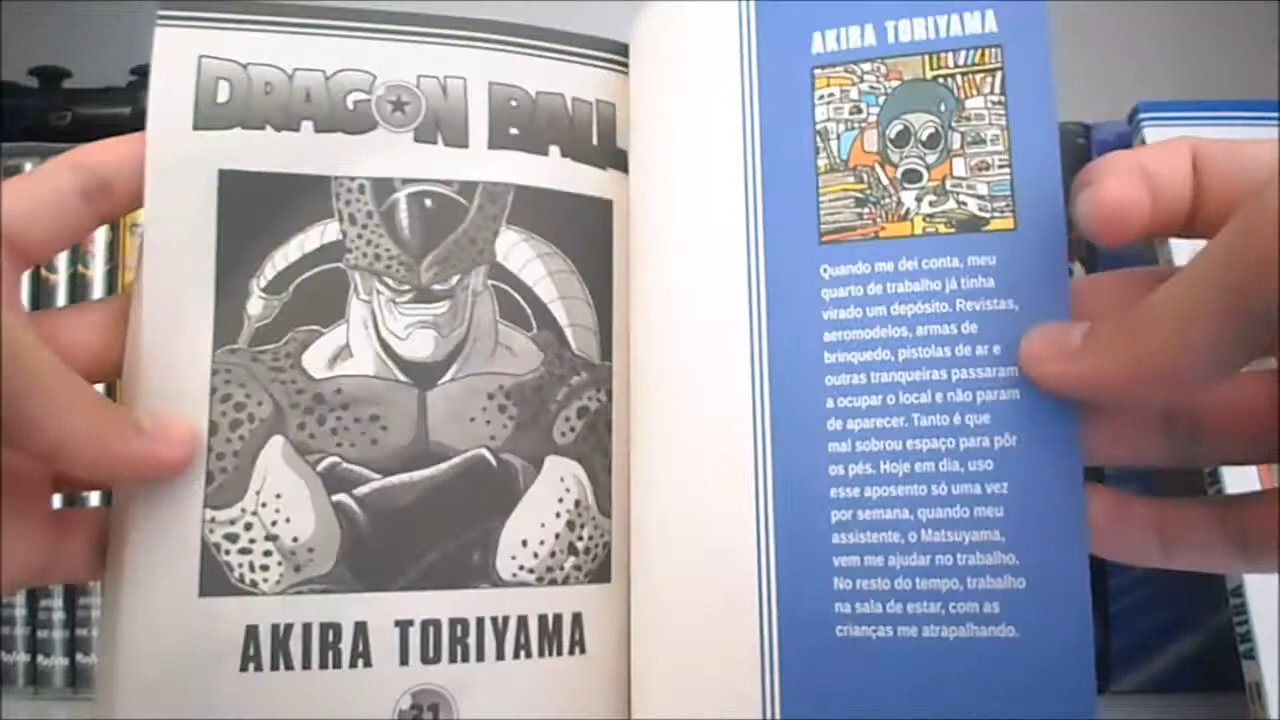 DRAGON BALL
AKIRA TORIYAMA
31
AKIRA TORIYAMA
Quando me dei conta, meu
quarto de trabalho já tinha
virado um depósito. Revistas,
aeromodelos, armas de
brinquedo, pistolas de ar e
outras tranqueiras passaram
a ocupar o local e não param
de aparecer. Tanto é que
mal sobrou espaço para pôr
os pés. Hoje em dia, uso
esse aposento só uma vez
por semana, quando meu
assistente, o Matsuyama,
vem me ajudar no trabalho.
No resto do tempo, trabalho
na sala de estar, com as
crianças me atrapalhando.
AKIRA